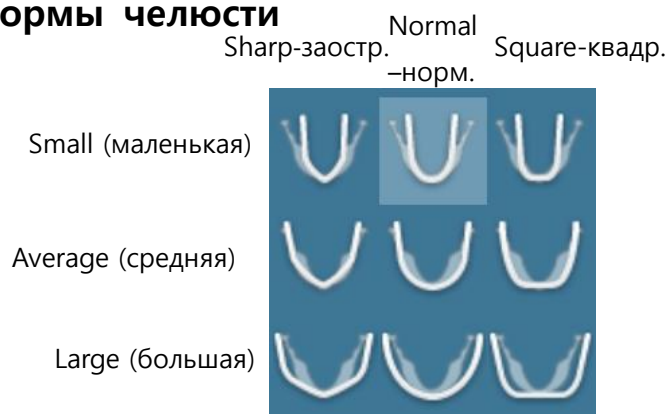 ормы челюсти
Sharp-заостр.
Normal
–норм.
Square-квадр.
Small (маленькая)
Average (средняя)
Large (большая)